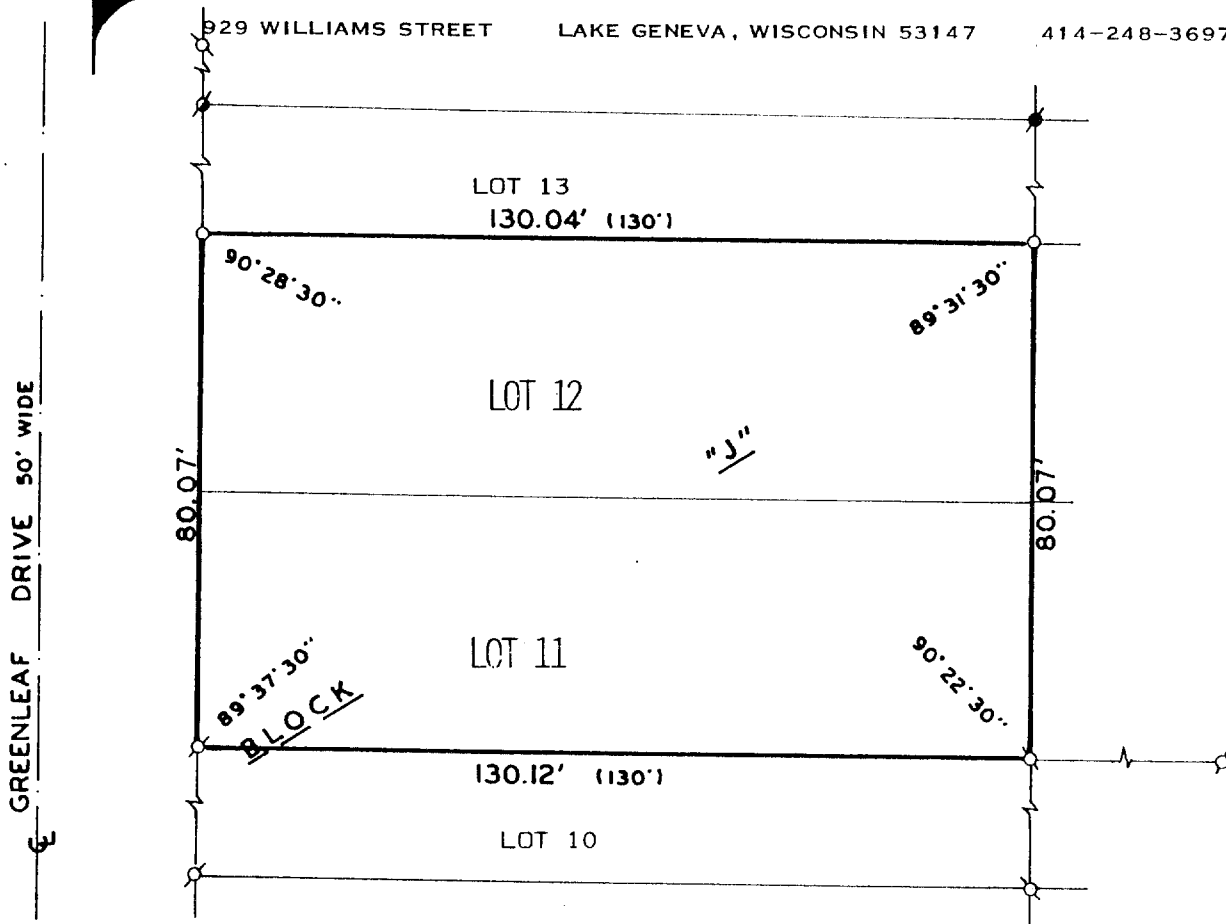 929 WILLIAMS STREET LAKE GENEVA, WISCONSIN 53147 414-248-3697
LOT 13
130.04' (130')
90°28'30"
89°31'30"
LOT 12
"J"
GREENLEAF DRIVE 50' WIDE
80.07'
80.07'
LOT 11
89°37'30"
90°22'30"
BLOCK
130.12' (130')
LOT 10